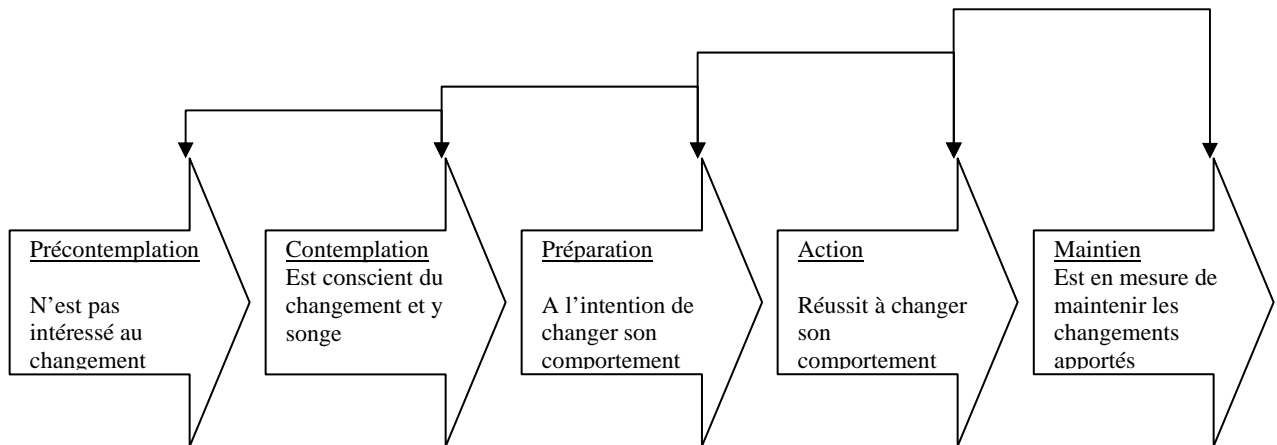 Précontemplation
N'est pas
intéressé au
changement
Contemplation
Est conscient du
changement et y
songe
Préparation
A l'intention de
changer son
comportement
Action
Réussit à changer
son
comportement
Maintien
Est en mesure de
maintenir les
changements
apportés